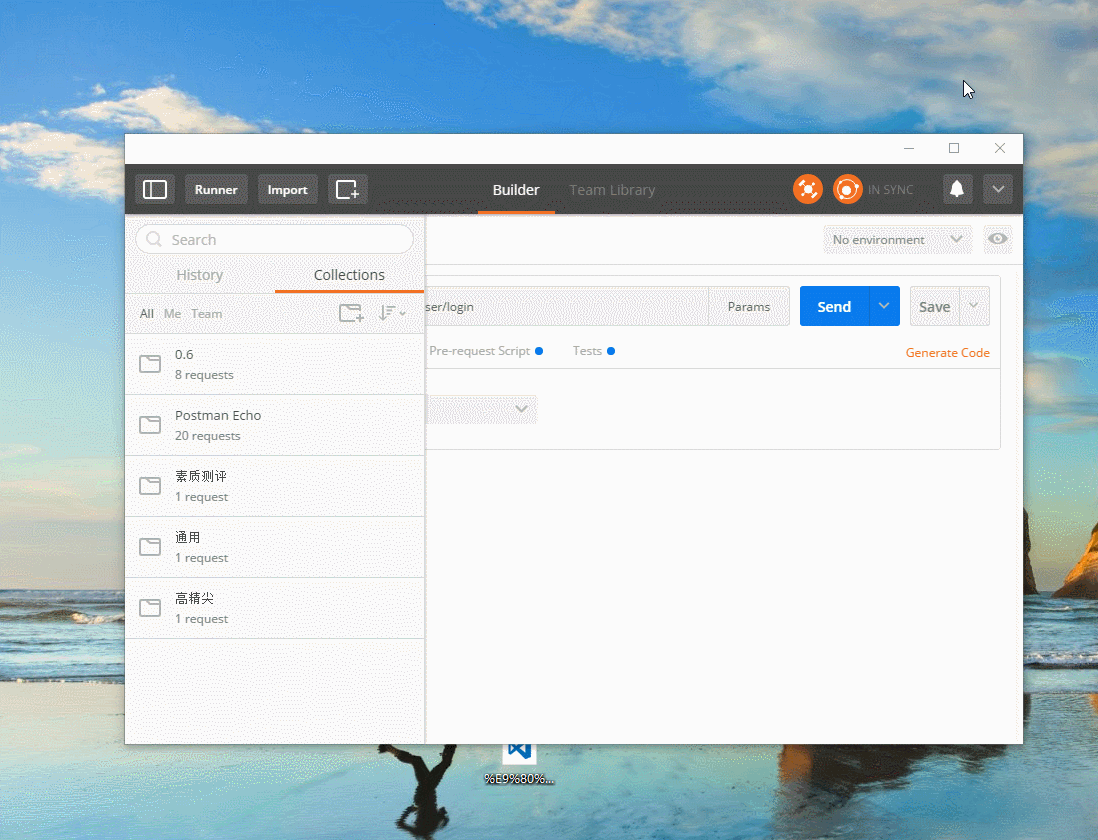 Runner
Import
Builder
Team Library
IN SYNC
Search
No environment
History
Collections
ser/login
Params
Send
Save
All
Me
Team
Pre-request Script
Tests
Generate Code
0.6
8 requests
Postman Echo
20 requests
素质测评
1 request
通用
1 request
高精尖
1 request
%E9%80%...